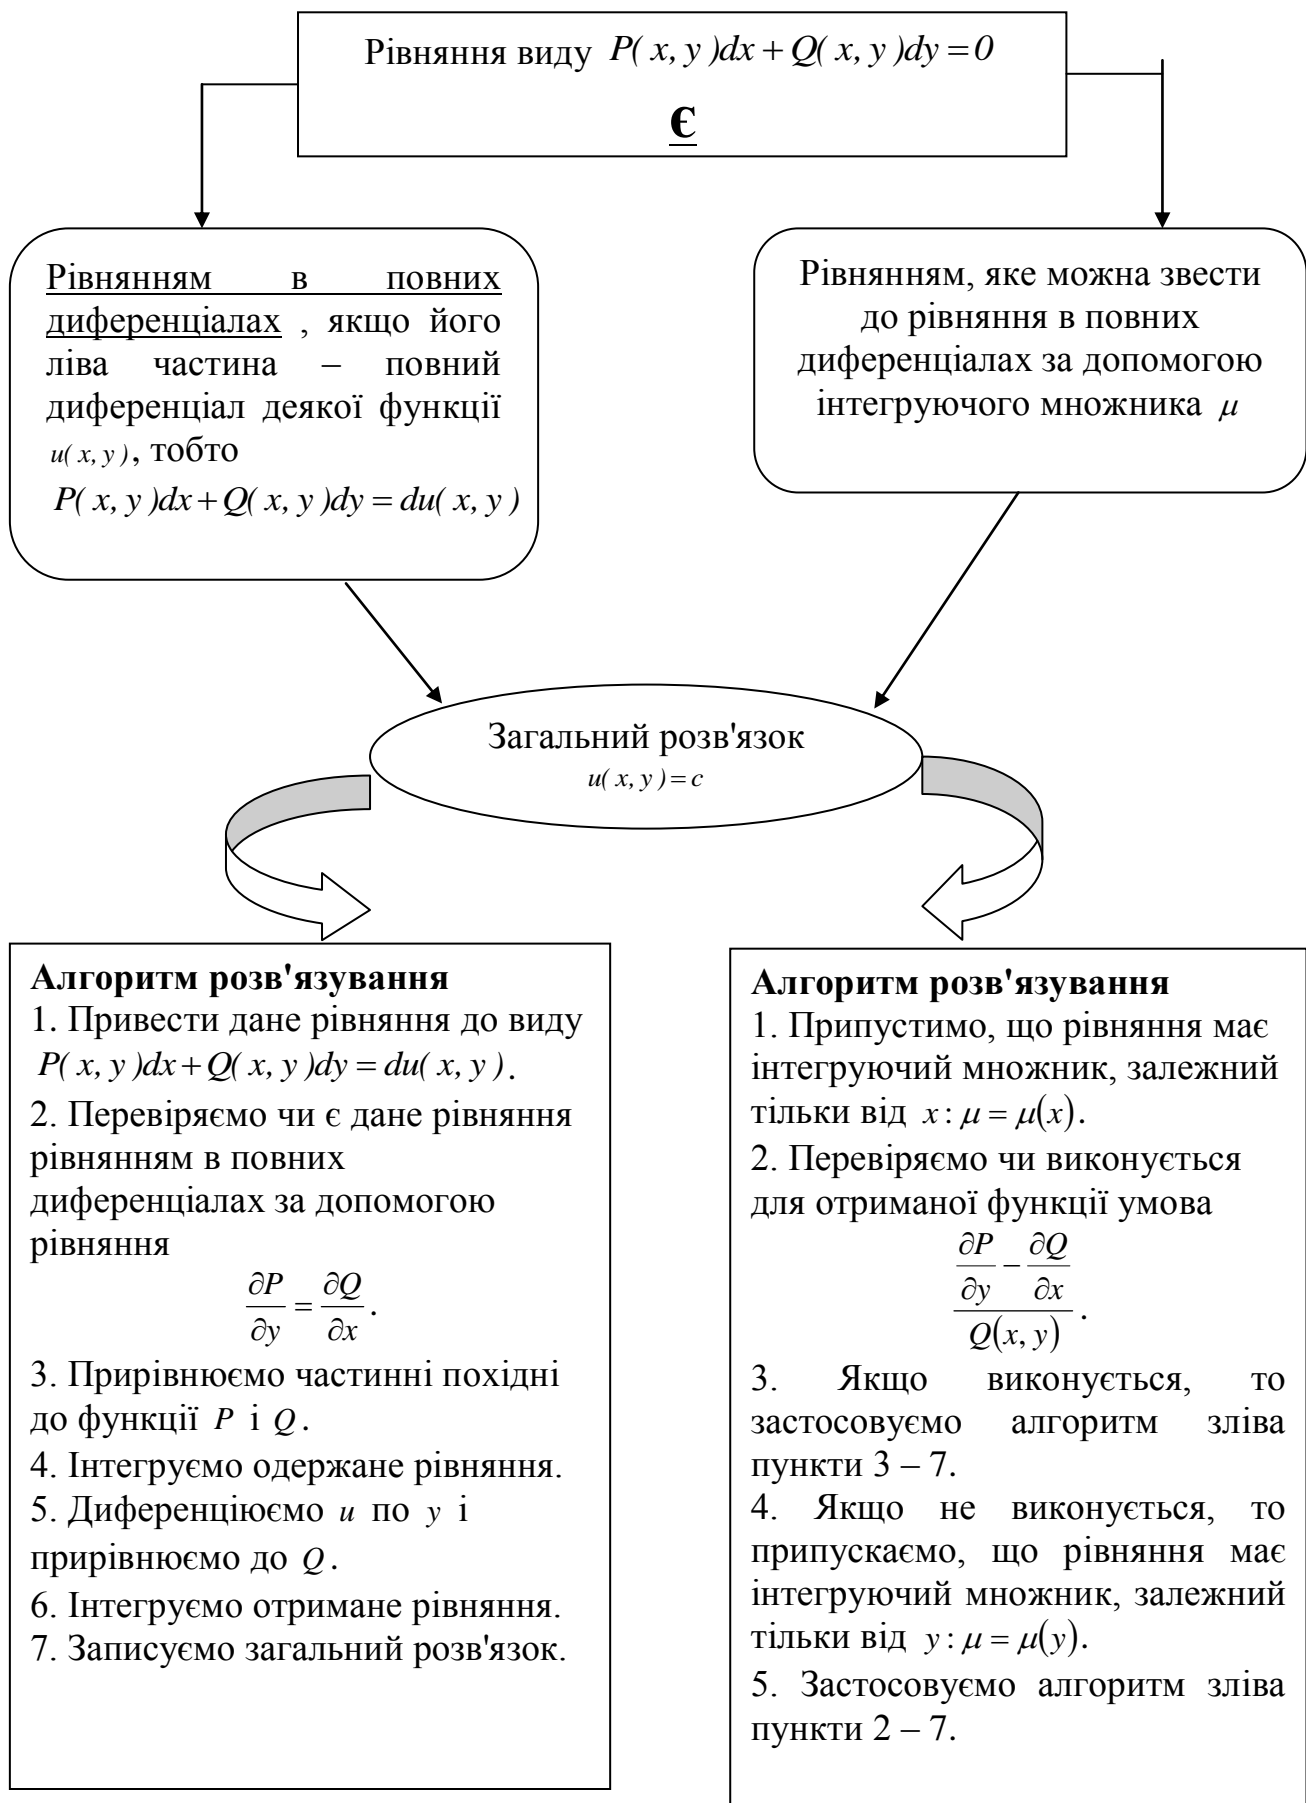 Рівняння виду P( x, y )dx + Q( x, y )dy = 0
Є
Рівнянням в повних
диференціалах , якщо його
ліва частина – повний
диференціал деякої функції
u( x, y ), тобто
P( x, y )dx + Q( x, y )dy = du( x, y )
Рівнянням, яке можна звести
до рівняння в повних
диференціалах за допомогою
інтегруючого множника μ
Загальний розв'язок
u( x, y ) = c
Алгоритм розв'язування
1. Привести дане рівняння до виду
P( x, y )dx + Q( x, y )dy = du( x, y ).
2. Перевіряємо чи є дане рівняння
рівнянням в повних
диференціалах за допомогою
рівняння
∂P/∂y = ∂Q/∂x.
3. Прирівнюємо частинні похідні
до функції P і Q.
4. Інтегруємо одержане рівняння.
5. Диференціюємо u по y і
прирівнюємо до Q.
6. Інтегруємо отримане рівняння.
7. Записуємо загальний розв'язок.
Алгоритм розв'язування
1. Припустимо, що рівняння має
інтегруючий множник, залежний
тільки від x : μ = μ(x).
2. Перевіряємо чи виконується
для отриманої функції умова
(∂P/∂y − ∂Q/∂x)/Q(x, y).
3. Якщо виконується, то
застосовуємо алгоритм зліва
пункти 3 – 7.
4. Якщо не виконується, то
припускаємо, що рівняння має
інтегруючий множник, залежний
тільки від y : μ = μ(y).
5. Застосовуємо алгоритм зліва
пункти 2 – 7.